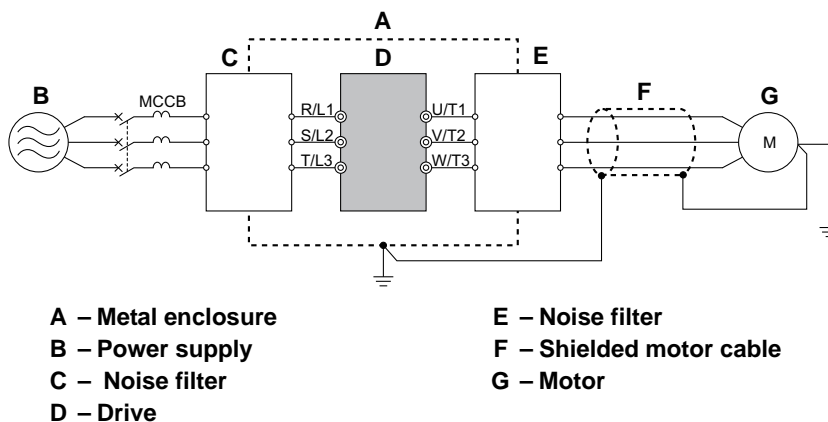 A
C
D
E
F
G
B
MCCB
R/L1
S/L2
T/L3
U/T1
V/T2
W/T3
M
A – Metal enclosure
B – Power supply
C – Noise filter
D – Drive
E – Noise filter
F – Shielded motor cable
G – Motor